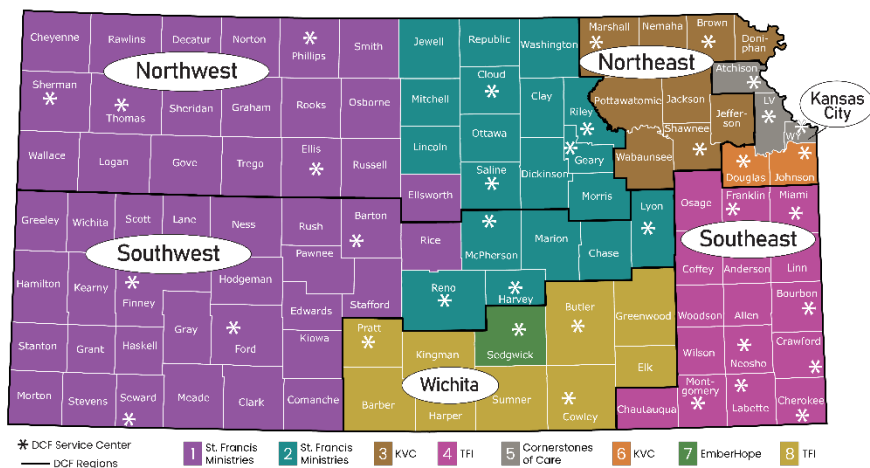 Cheyenne Rawlins Decatur Norton Phillips Smith Jewell Republic Washington Marshall Nemaha Brown Doniphan
Northwest
Northeast
Sherman Thomas Sheridan Graham Rooks Osborne Mitchell Cloud Clay Riley Pottawatomie Jackson Atchison
Jeffer-
son
LV
WY
Kansas
City
Wallace Logan Gove Trego Ellis Russell Lincoln Ottawa Saline Dickinson Geary Wabaunsee Shawnee Douglas Johnson
Ellsworth Morris
Greeley Wichita Scott Lane Ness Rush Barton Rice McPherson Marion Chase Lyon Osage Franklin Miami
Southwest
Southeast
Pawnee
Hamilton Kearny Finney Hodgeman Stafford Reno Harvey Coffey Anderson Linn
Gray Ford Edwards Kiowa Pratt Kingman Sedgwick Butler Greenwood Woodson Allen Bourbon
Stanton Grant Haskell Elk Wilson Neosho Crawford
Wichita
Morton Stevens Seward Meade Clark Comanche Barber Harper Sumner Cowley Chautauqua
Mont-
gomery
Labette Cherokee
* DCF Service Center
DCF Regions
1 St. Francis
Ministries
2 St. Francis
Ministries
3 KVC
4 TFI
5 Cornerstones
of Care
6 KVC
7 EmberHope
8 TFI